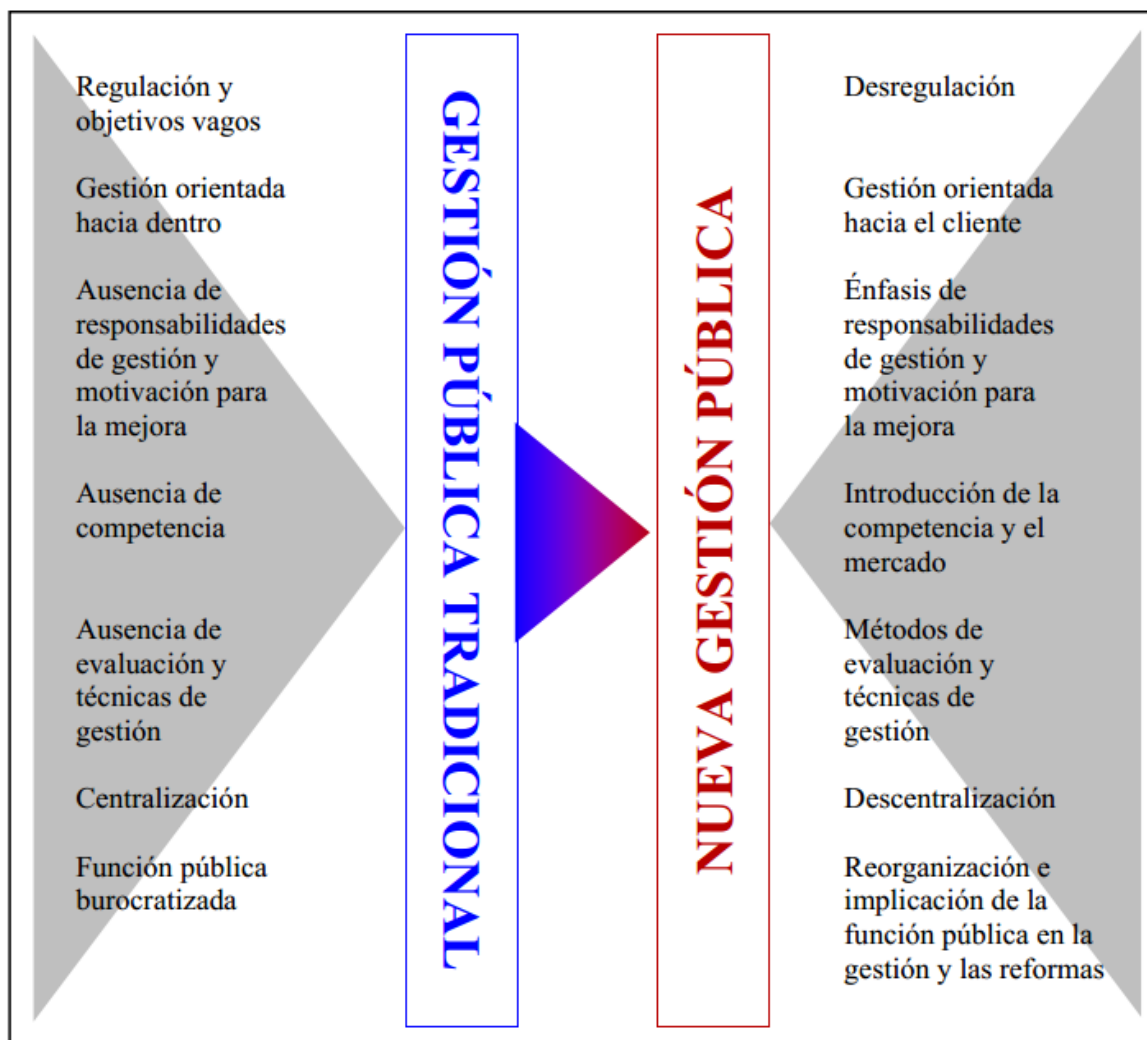 Regulación y
objetivos vagos
Gestión orientada
hacia dentro
Ausencia de
responsabilidades
de gestión y
motivación para
la mejora
Ausencia de
competencia
Ausencia de
evaluación y
técnicas de
gestión
Centralización
Función pública
burocratizada
GESTIÓN PÚBLICA TRADICIONAL
NUEVA GESTIÓN PÚBLICA
Desregulación
Gestión orientada
hacia el cliente
Énfasis de
responsabilidades
de gestión y
motivación para
la mejora
Introducción de la
competencia y el
mercado
Métodos de
evaluación y
técnicas de
gestión
Descentralización
Reorganización e
implicación de la
función pública en la
gestión y las reformas